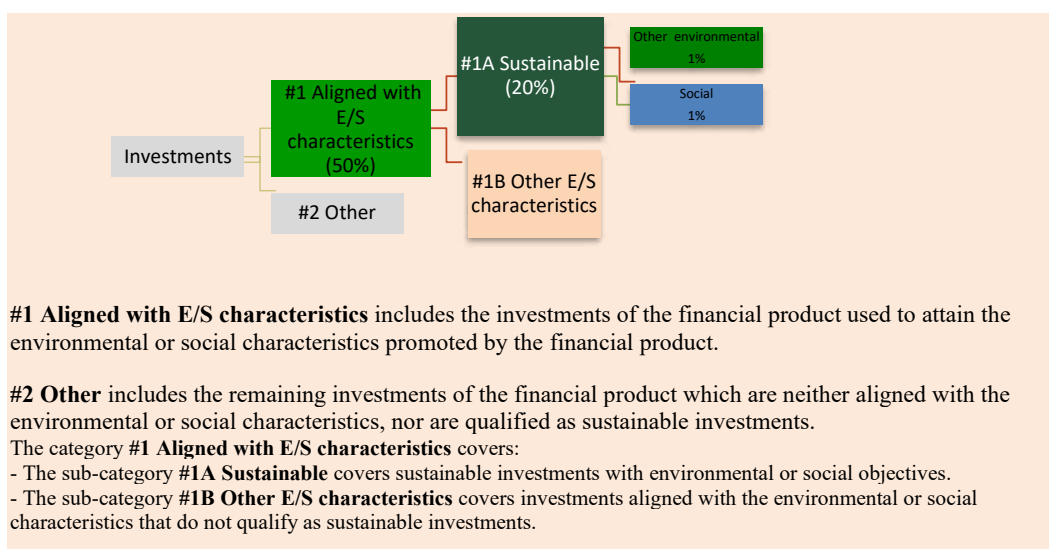 Other environmental
1%
#1A Sustainable
(20%)
Social
1%
#1 Aligned with
E/S
characteristics
(50%)
Investments
#1B Other E/S
characteristics
#2 Other
#1 Aligned with E/S characteristics includes the investments of the financial product used to attain the
environmental or social characteristics promoted by the financial product.
#2 Other includes the remaining investments of the financial product which are neither aligned with the
environmental or social characteristics, nor are qualified as sustainable investments.
The category #1 Aligned with E/S characteristics covers:
- The sub-category #1A Sustainable covers sustainable investments with environmental or social objectives.
- The sub-category #1B Other E/S characteristics covers investments aligned with the environmental or social
characteristics that do not qualify as sustainable investments.